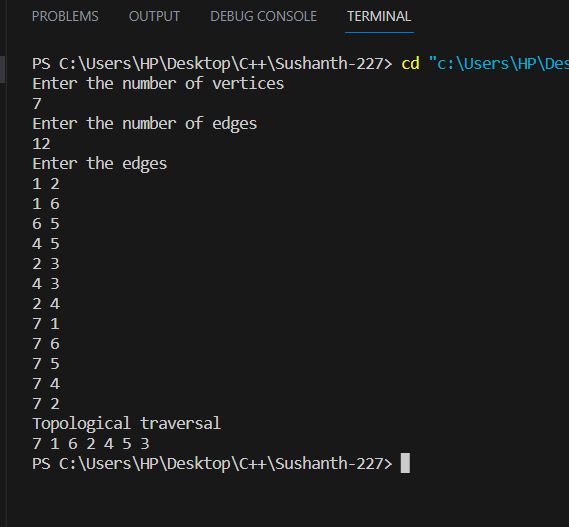 PROBLEMS OUTPUT DEBUG CONSOLE TERMINAL
PS C:\Users\HP\Desktop\C++\Sushanth-227> cd "c:\Users\HP\Des
Enter the number of vertices
7
Enter the number of edges
12
Enter the edges
1 2
1 6
6 5
4 5
2 3
4 3
2 4
7 1
7 6
7 5
7 4
7 2
Topological traversal
7 1 6 2 4 5 3
PS C:\Users\HP\Desktop\C++\Sushanth-227>